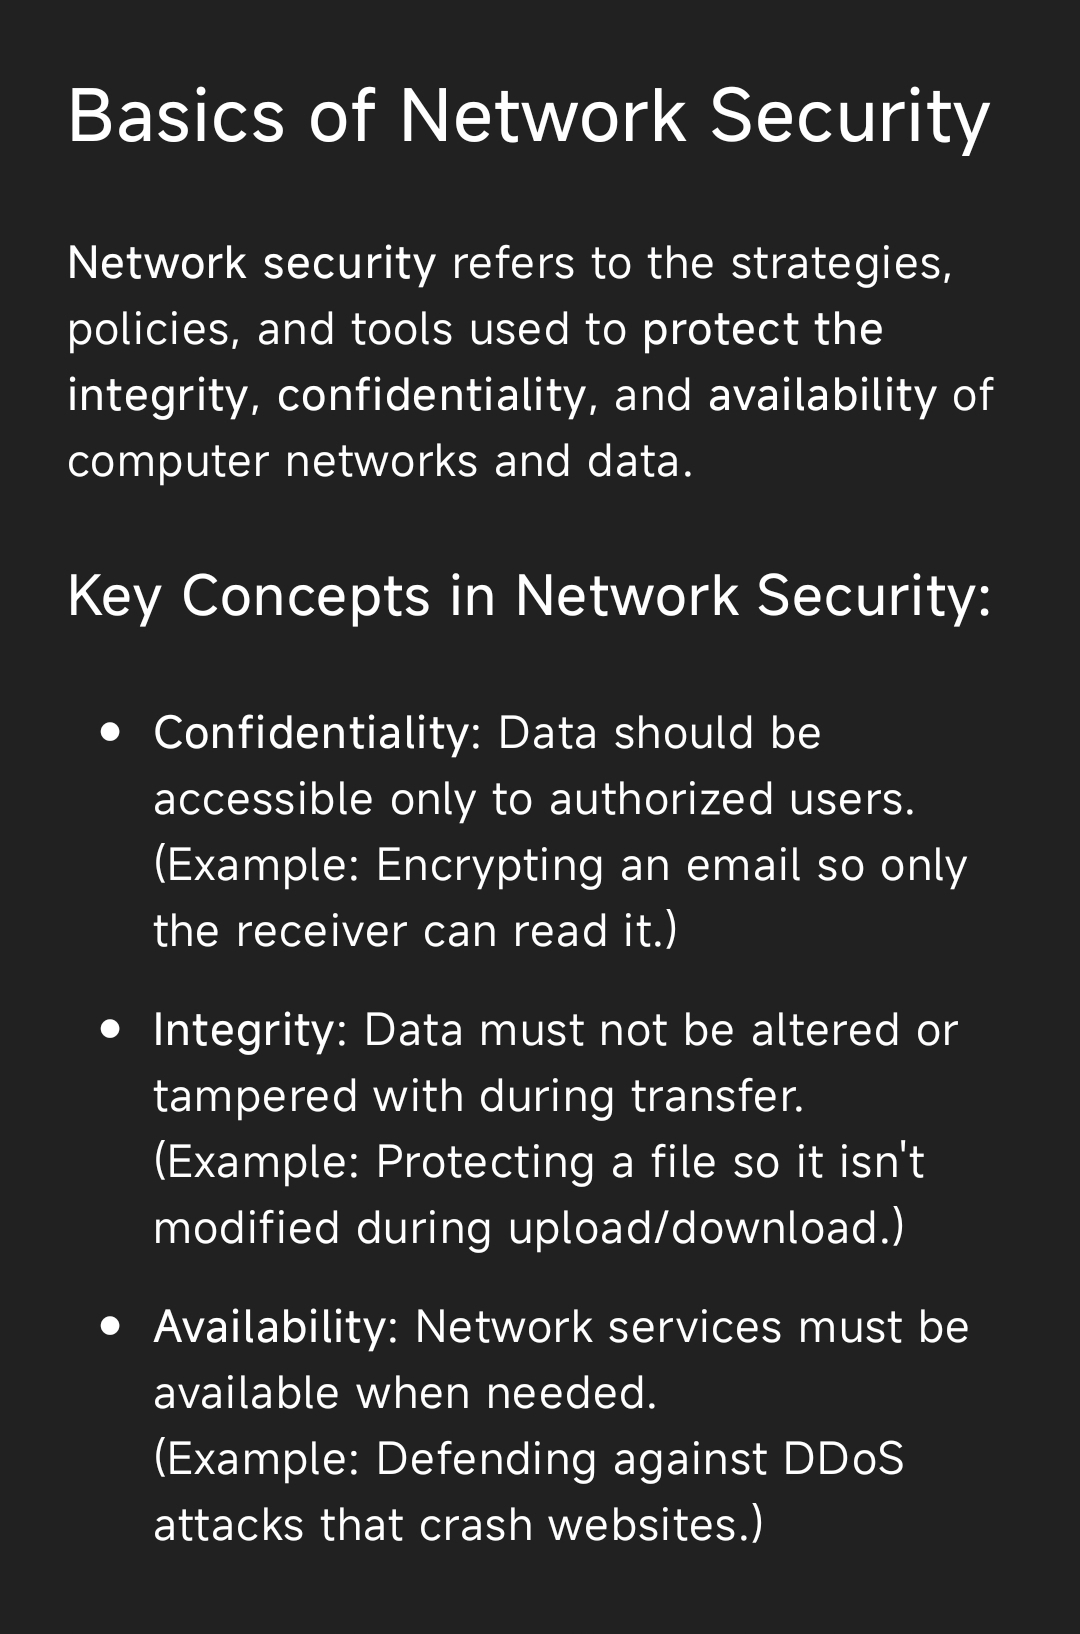 Basics of Network Security
Network security refers to the strategies,
policies, and tools used to protect the
integrity, confidentiality, and availability of
computer networks and data.
Key Concepts in Network Security:
• Confidentiality: Data should be
accessible only to authorized users.
(Example: Encrypting an email so only
the receiver can read it.)
• Integrity: Data must not be altered or
tampered with during transfer.
(Example: Protecting a file so it isn't
modified during upload/download.)
• Availability: Network services must be
available when needed.
(Example: Defending against DDoS
attacks that crash websites.)